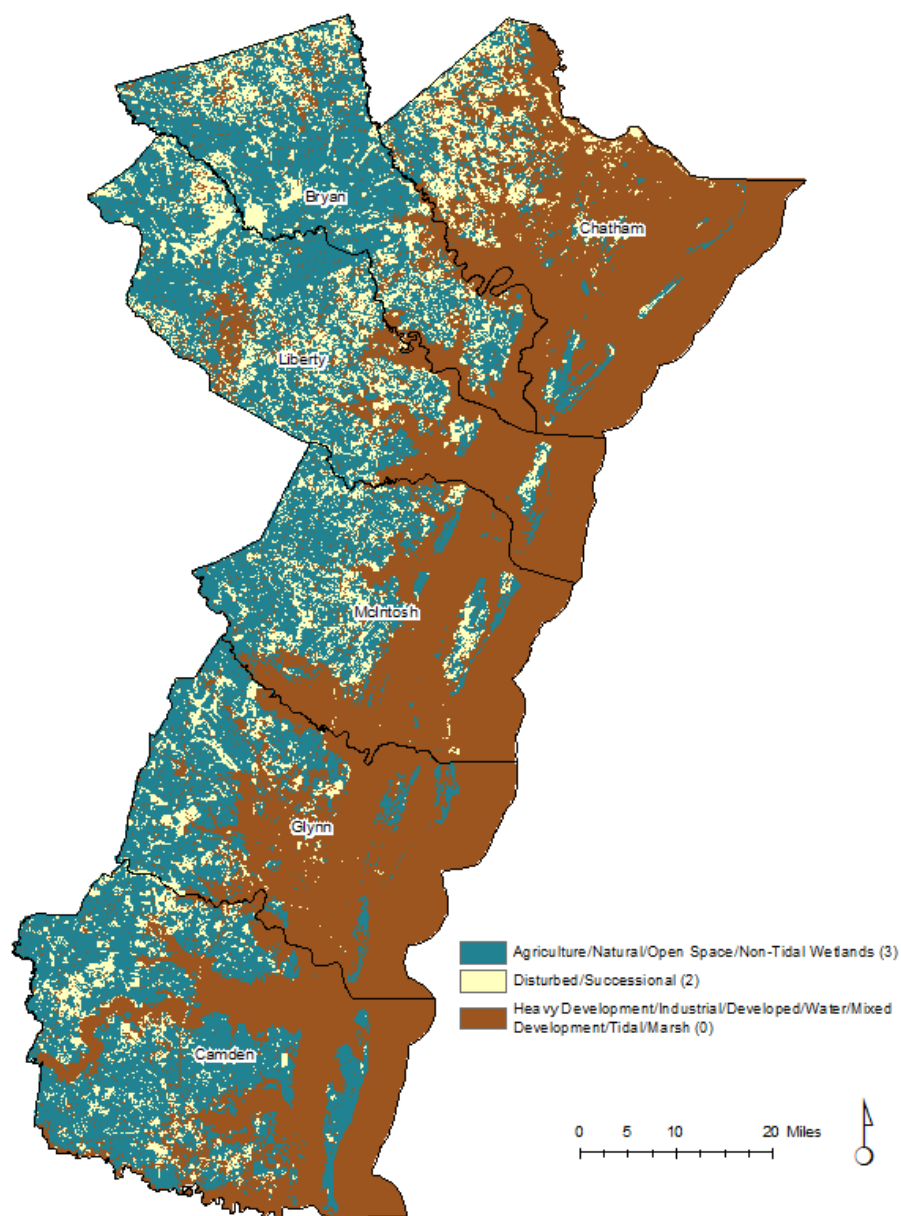 Bryan
Chatham
Liberty
McIntosh
Glynn
Camden
Agriculture/Natural/Open Space/Non-Tidal Wetlands (3)
Disturbed/Successional (2)
Heavy Development/Industrial/Developed/Water/Mixed
Development/Tidal/Marsh (0)
0 5 10 20 Miles